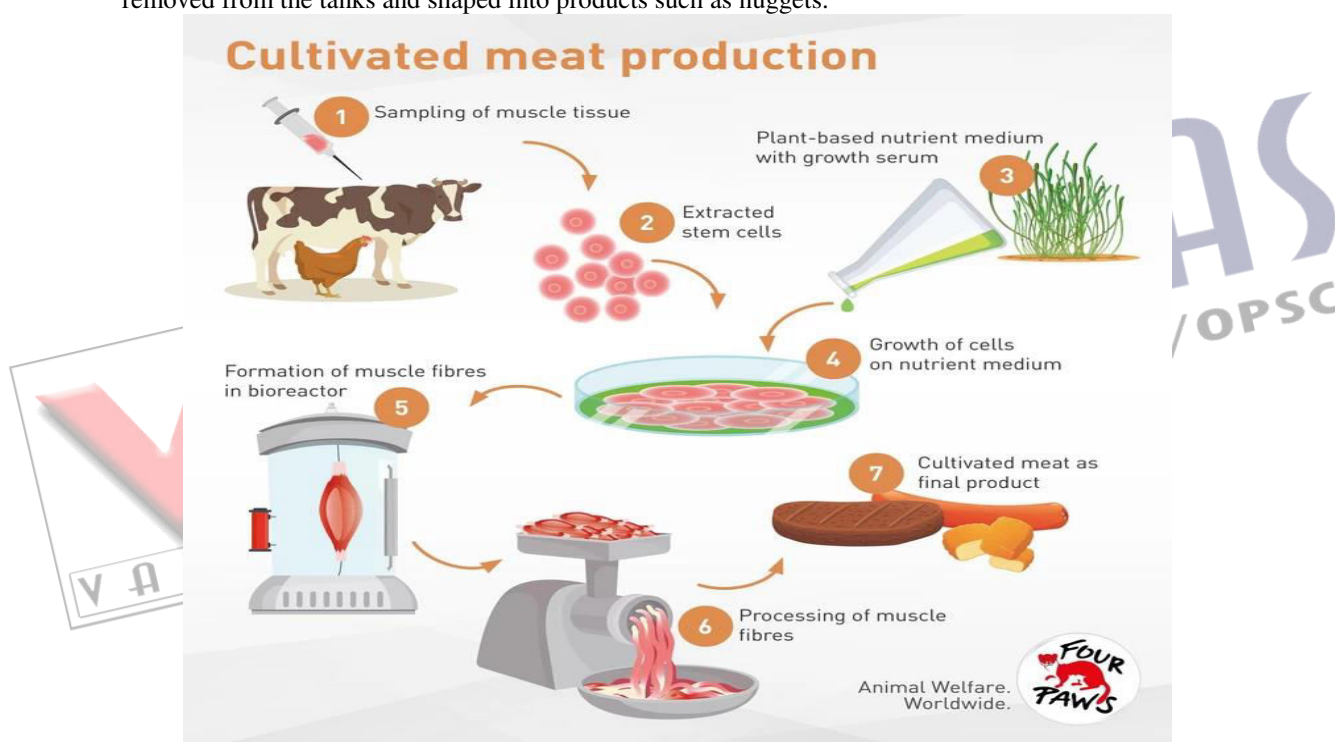 removed from the tanks and shaped into products such as nuggets.
Cultivated meat production
1
Sampling of muscle tissue
2
Extracted
stem cells
Plant-based nutrient medium
with growth serum
3
4
Growth of cells
on nutrient medium
Formation of muscle fibres
in bioreactor
5
6
Processing of muscle
fibres
7
Cultivated meat as
final product
Animal Welfare.
Worldwide.
FOUR
PAWS
V A
AS
/OPSC